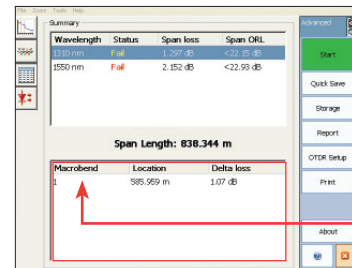 File Zoom Tools Help
Summary
Wavelength Status Span loss Span ORL
1310 nm Fail 1.297 dB <22.15 dB
1550 nm Fail 2.152 dB <22.93 dB
Span Length: 838.344 m
Macrobend Location Delta loss
1 585.959 m 1.07 dB
Advanced
Start
Quick Save
Storage
Report
OTDR Setup
Print
About